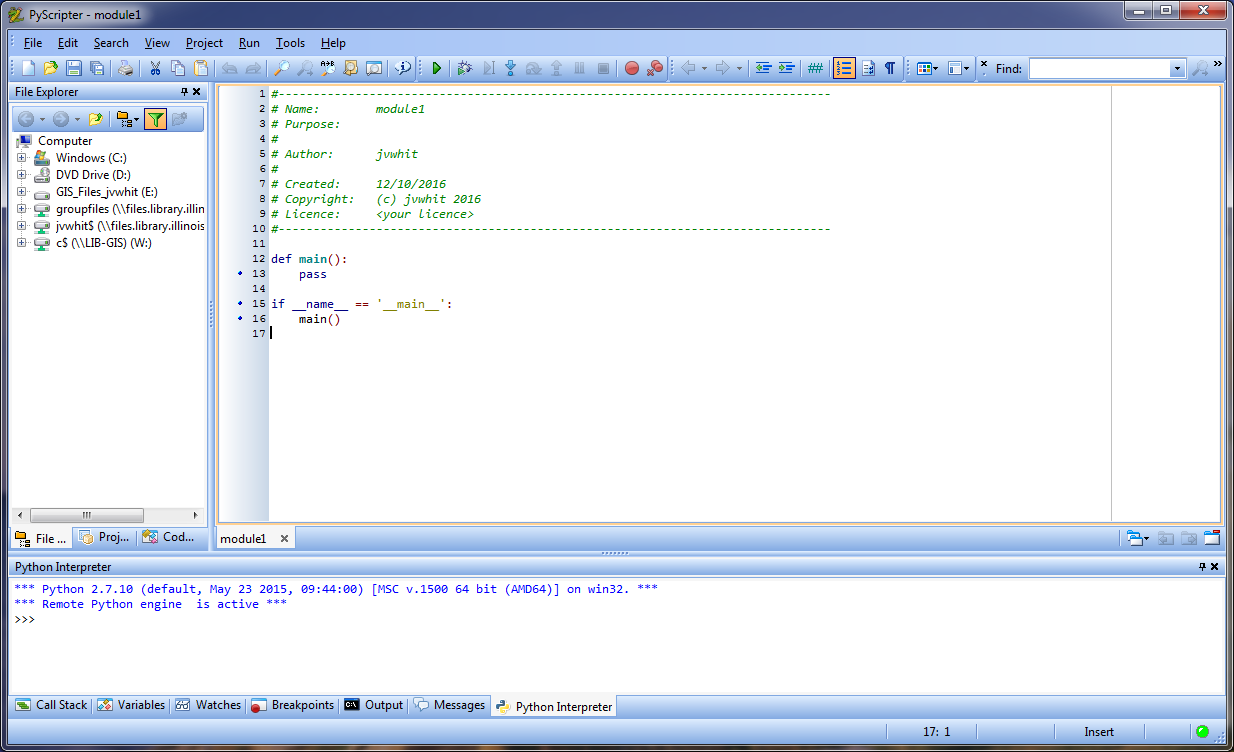 PyScripter - module1
File Edit Search View Project Run Tools Help
Find:
File Explorer
Computer
Windows (C:)
DVD Drive (D:)
GIS_Files_jvwhit (E:)
groupfiles (\\files.library.illin
jvwhit$ (\\files.library.illinois
c$ (\\LIB-GIS) (W:)
File ... Proj... Cod...
1 #-------------------------------------------------------------------------------
2 # Name:        module1
3 # Purpose:
4 #
5 # Author:      jvwhit
6 #
7 # Created:     12/10/2016
8 # Copyright:   (c) jvwhit 2016
9 # Licence:     <your licence>
10 #-------------------------------------------------------------------------------
11
12 def main():
13     pass
14
15 if __name__ == '__main__':
16     main()
17
module1
Python Interpreter
*** Python 2.7.10 (default, May 23 2015, 09:44:00) [MSC v.1500 64 bit (AMD64)] on win32. ***
*** Remote Python engine  is active ***
>>>
Call Stack Variables Watches Breakpoints Output Messages Python Interpreter
17: 1 Insert